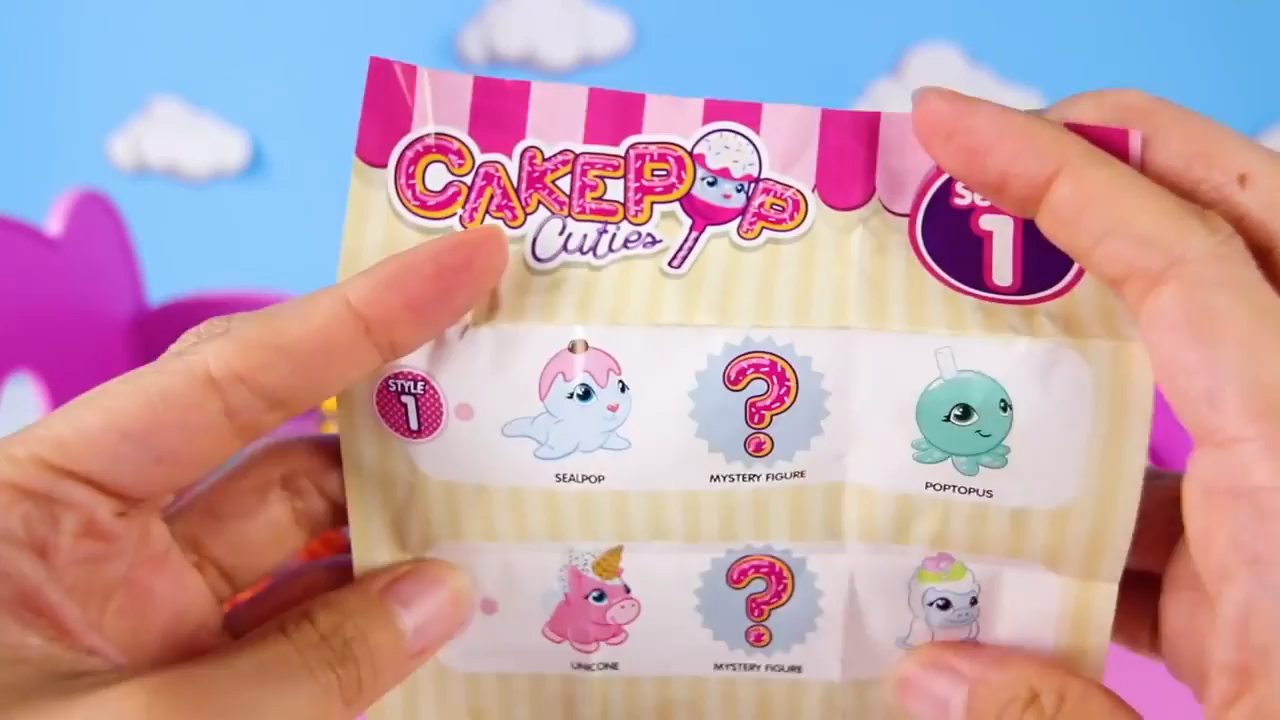 CAKEPOP
Cuties
1
STYLE
1
SEALPOP
MYSTERY FIGURE
POPTOPUS
UNICONE
MYSTERY FIGURE